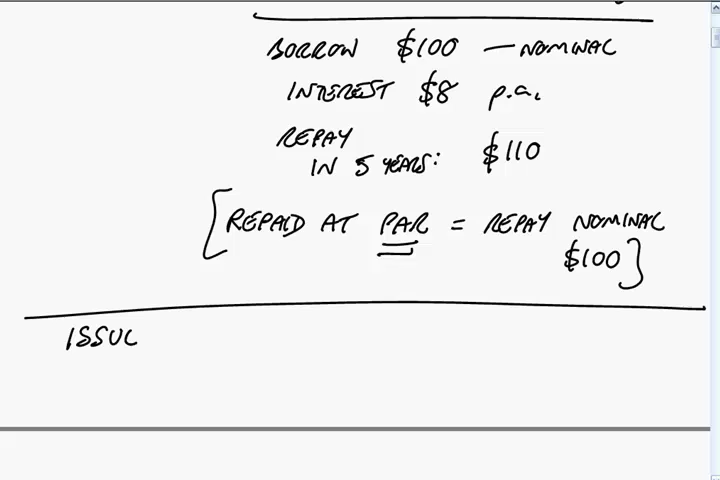 BORROW $100 — NOMINAL
INTEREST $8 p.a.
REPAY
IN 5 YEARS: $110
[REPAID AT PAR = REPAY NOMINAL
$100]
ISSUE